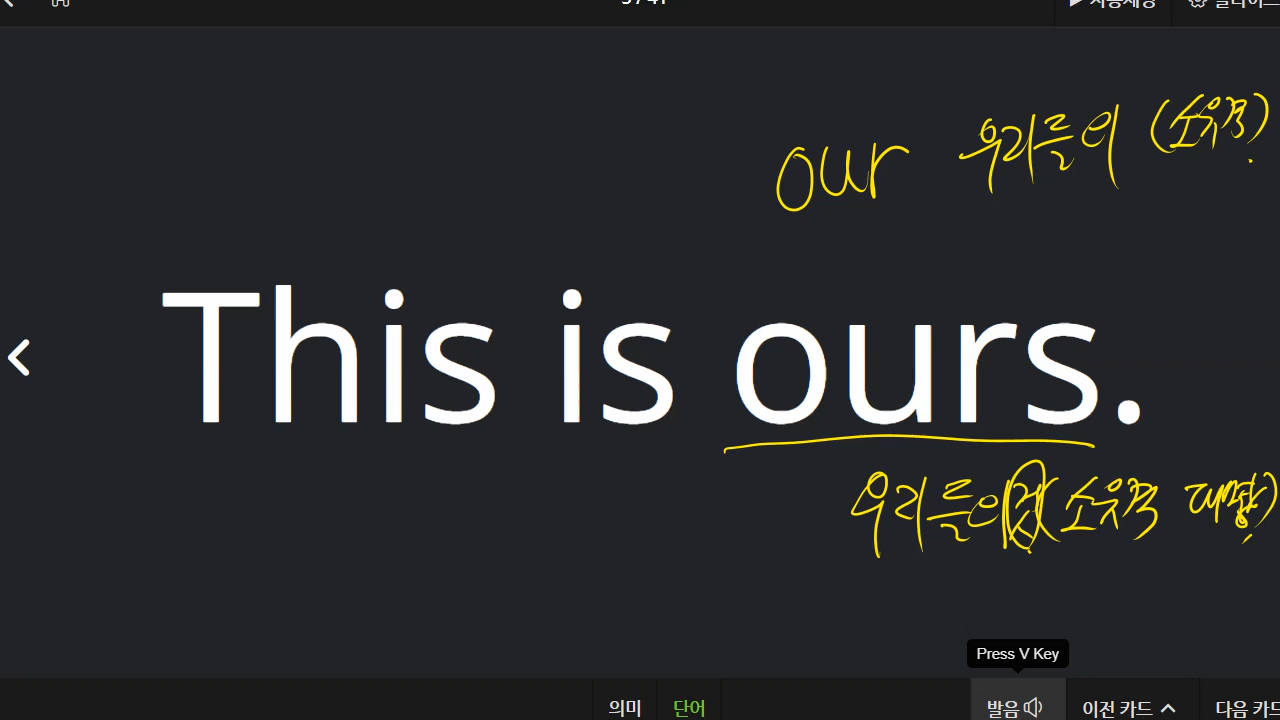 our 우리들의 (소유격)
This is ours.
우리들의 것 (소유격 대명)
Press V Key
의미 단어 발음 이전 카드 다음 카드